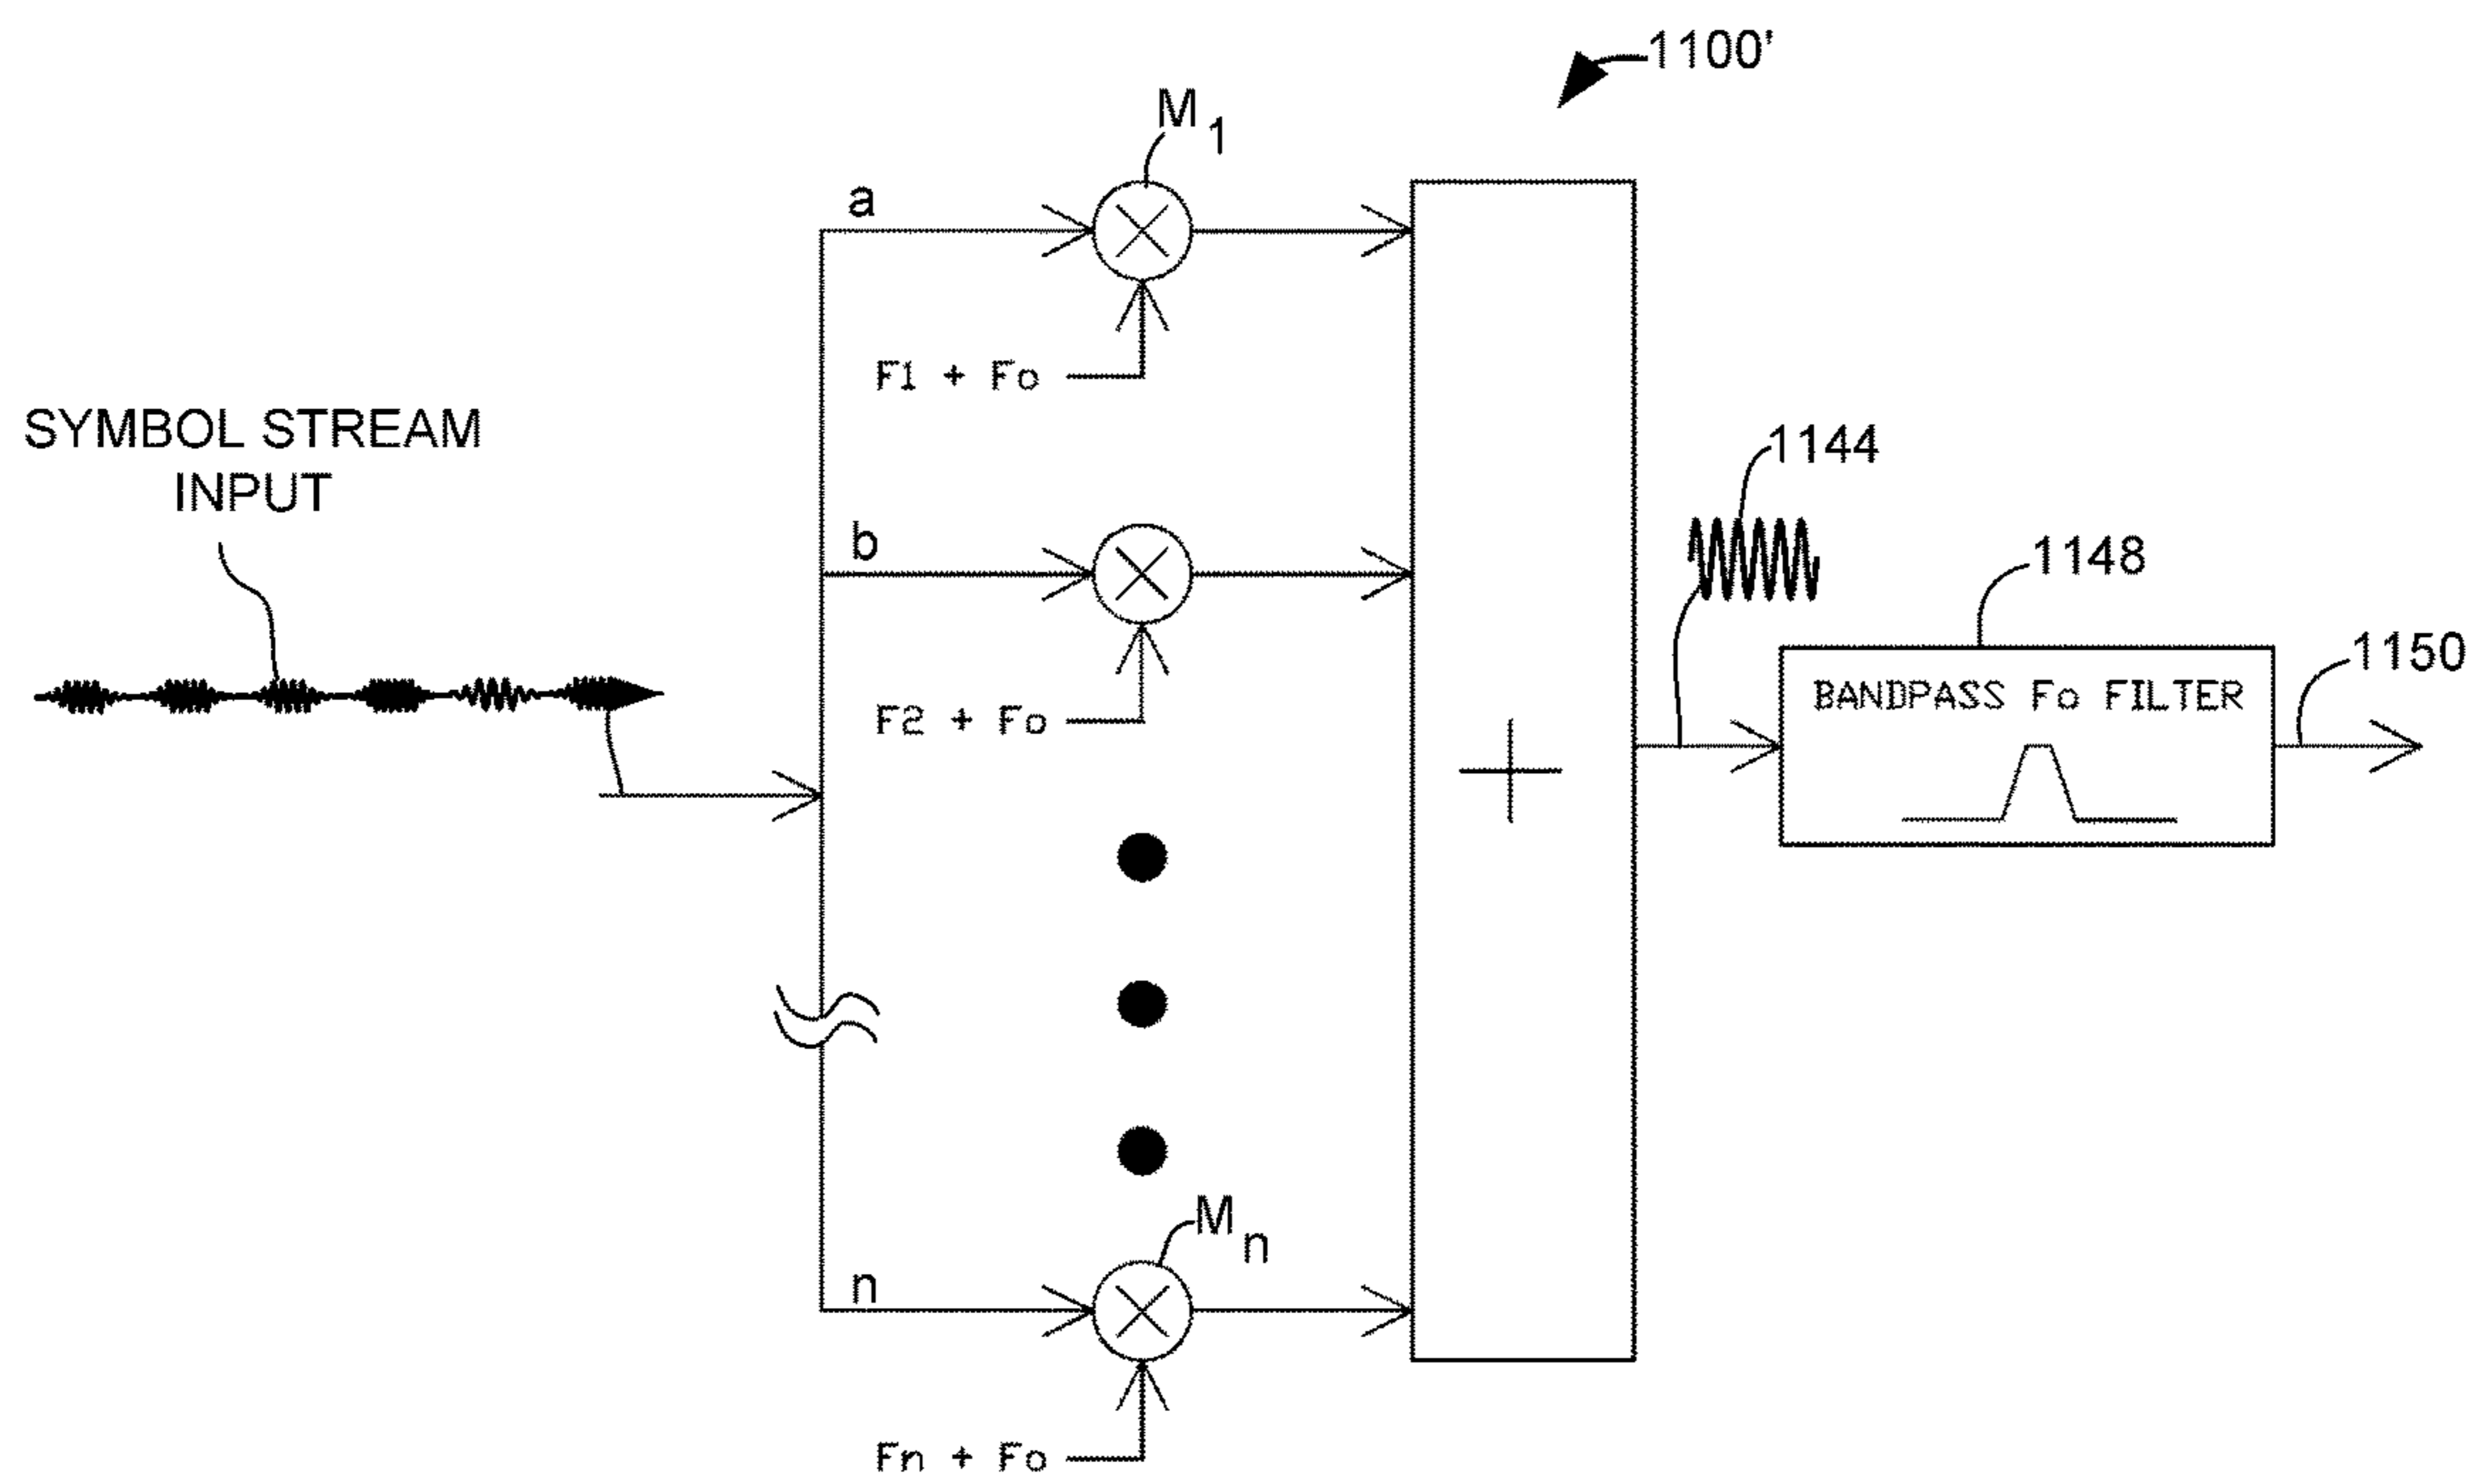 1100'
M1
a
F1 + Fo
SYMBOL STREAM
INPUT
b
F2 + Fo
1144
1148
BANDPASS Fo FILTER
1150
+
n
Mn
Fn + Fo